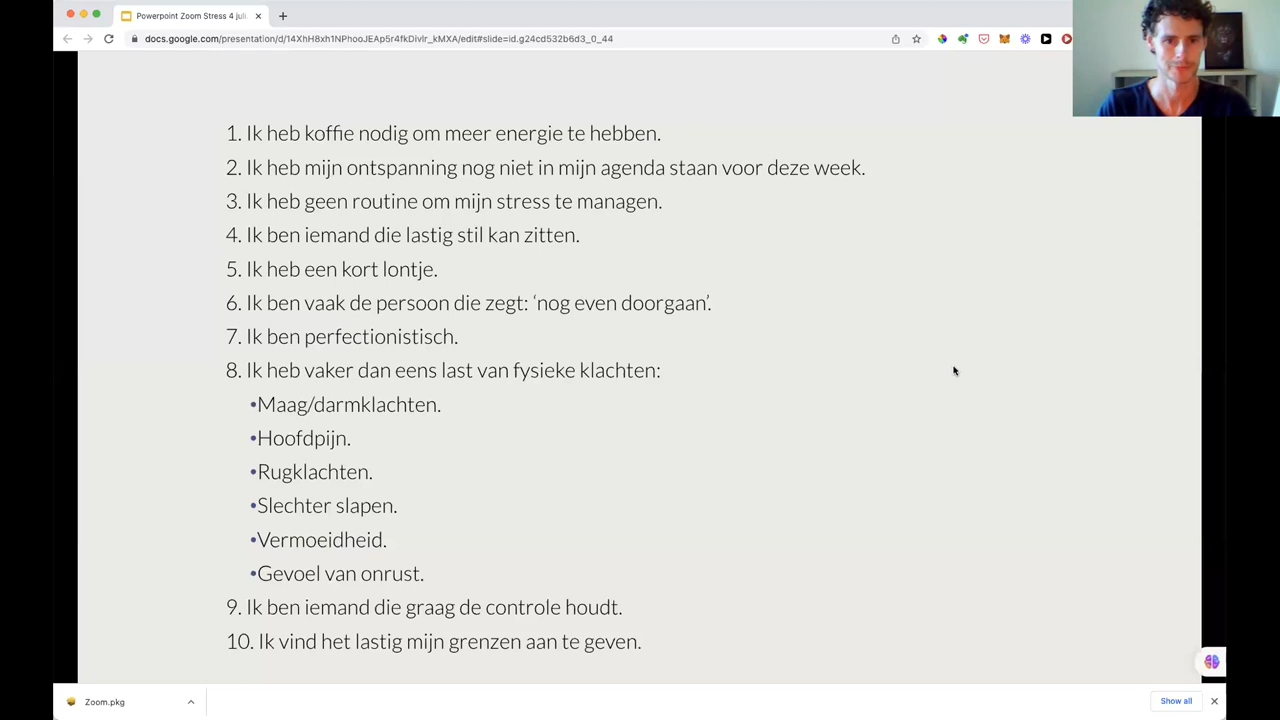 Powerpoint Zoom Stress 4 juli
docs.google.com/presentation/d/14XhH8xh1NPhooJEAp5r4fkDivlr_kMXA/edit#slide=id.g24cd532b6d3_0_44
1. Ik heb koffie nodig om meer energie te hebben.
2. Ik heb mijn ontspanning nog niet in mijn agenda staan voor deze week.
3. Ik heb geen routine om mijn stress te managen.
4. Ik ben iemand die lastig stil kan zitten.
5. Ik heb een kort lontje.
6. Ik ben vaak de persoon die zegt: ‘nog even doorgaan’.
7. Ik ben perfectionistisch.
8. Ik heb vaker dan eens last van fysieke klachten:
•Maag/darmklachten.
•Hoofdpijn.
•Rugklachten.
•Slechter slapen.
•Vermoeidheid.
•Gevoel van onrust.
9. Ik ben iemand die graag de controle houdt.
10. Ik vind het lastig mijn grenzen aan te geven.
Zoom.pkg
Show all